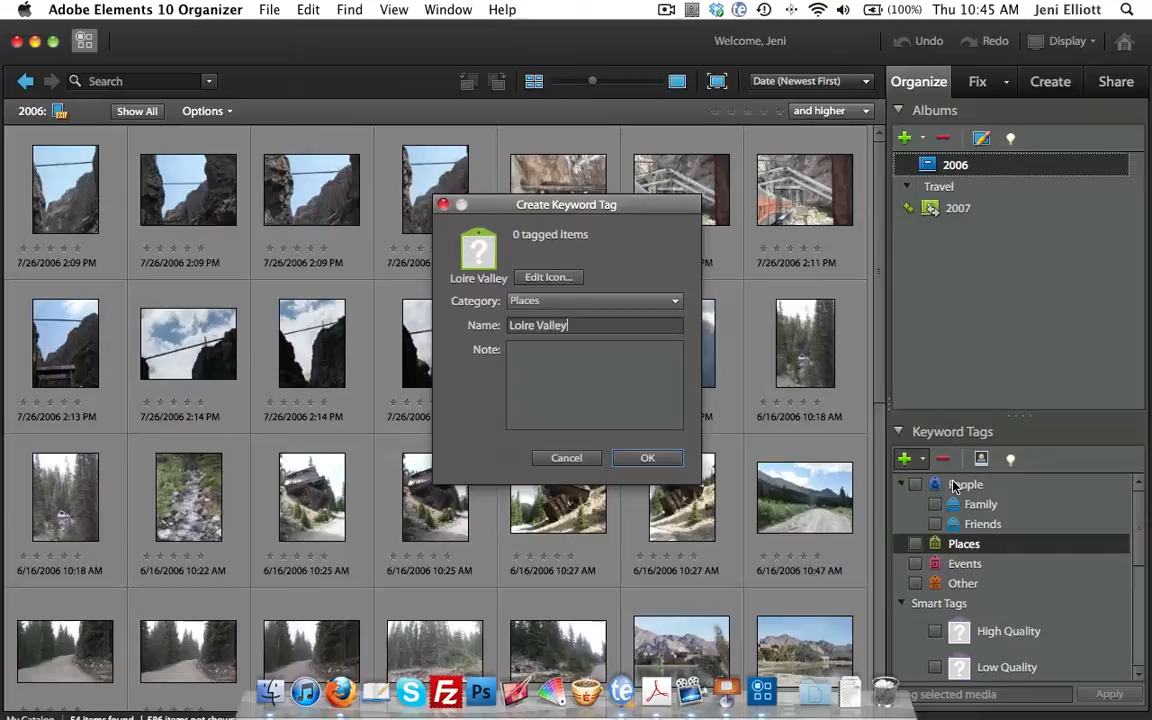 Adobe Elements 10 Organizer File Edit Find View Window Help (100%) Thu 10:45 AM Jeni Elliott
Welcome, Jeni Undo Redo Display
Search Date (Newest First) Organize Fix Create Share
2006: Show All Options and higher
Albums
2006
Travel
2007
Create Keyword Tag
0 tagged items
Loire Valley Edit Icon...
Category: Places
Name: Loire Valley
Note:
Cancel OK
7/26/2006 2:09 PM 7/26/2006 2:09 PM 7/26/2006 2:09 PM 2:11 PM
7/26/2006 2:13 PM 7/26/2006 2:14 PM 7/26/2006 2:14 PM 6/16/2006 10:18 AM
6/16/2006 10:18 AM 6/16/2006 10:22 AM 6/16/2006 10:25 AM 6/16/2006 10:25 AM 6/16/2006 10:27 AM 6/16/2006 10:27 AM 6/16/2006 10:47 AM
Keyword Tags
People
Family
Friends
Places
Events
Other
Smart Tags
High Quality
Low Quality
selected media Apply